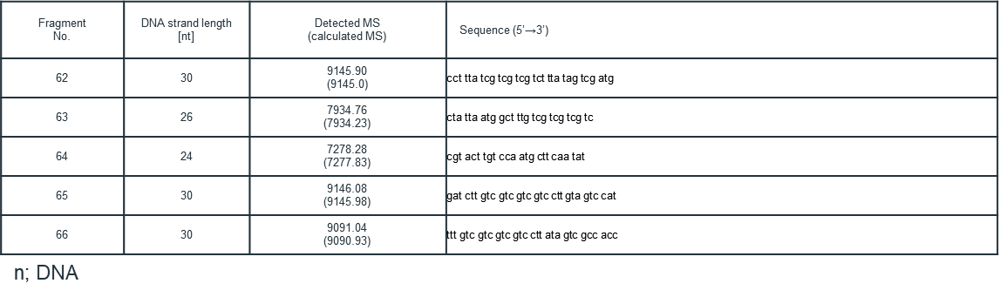 Fragment No. DNA strand length [nt] Detected MS (calculated MS) Sequence (5'→3')
62 30 9145.90 (9145.0) cct tta tcg tcg tcg tct tta tag tcg atg
63 26 7934.76 (7934.23) cta tta atg gct ttg tcg tcg tcg tc
64 24 7278.28 (7277.83) cgt act tgt cca atg ctt caa tat
65 30 9146.08 (9145.98) gat ctt gtc gtc gtc gtc ctt gta gtc cat
66 30 9091.04 (9090.93) ttt gtc gtc gtc gtc ctt ata gtc gcc acc
n; DNA